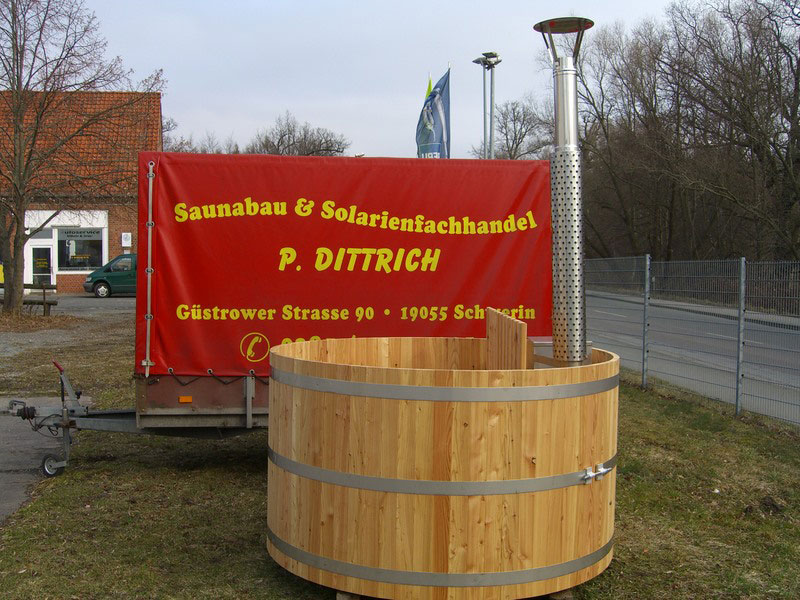 Saunabau & Solarienfachhandel
P. DITTRICH
Güstrower Strasse 90 • 19055 Schwerin